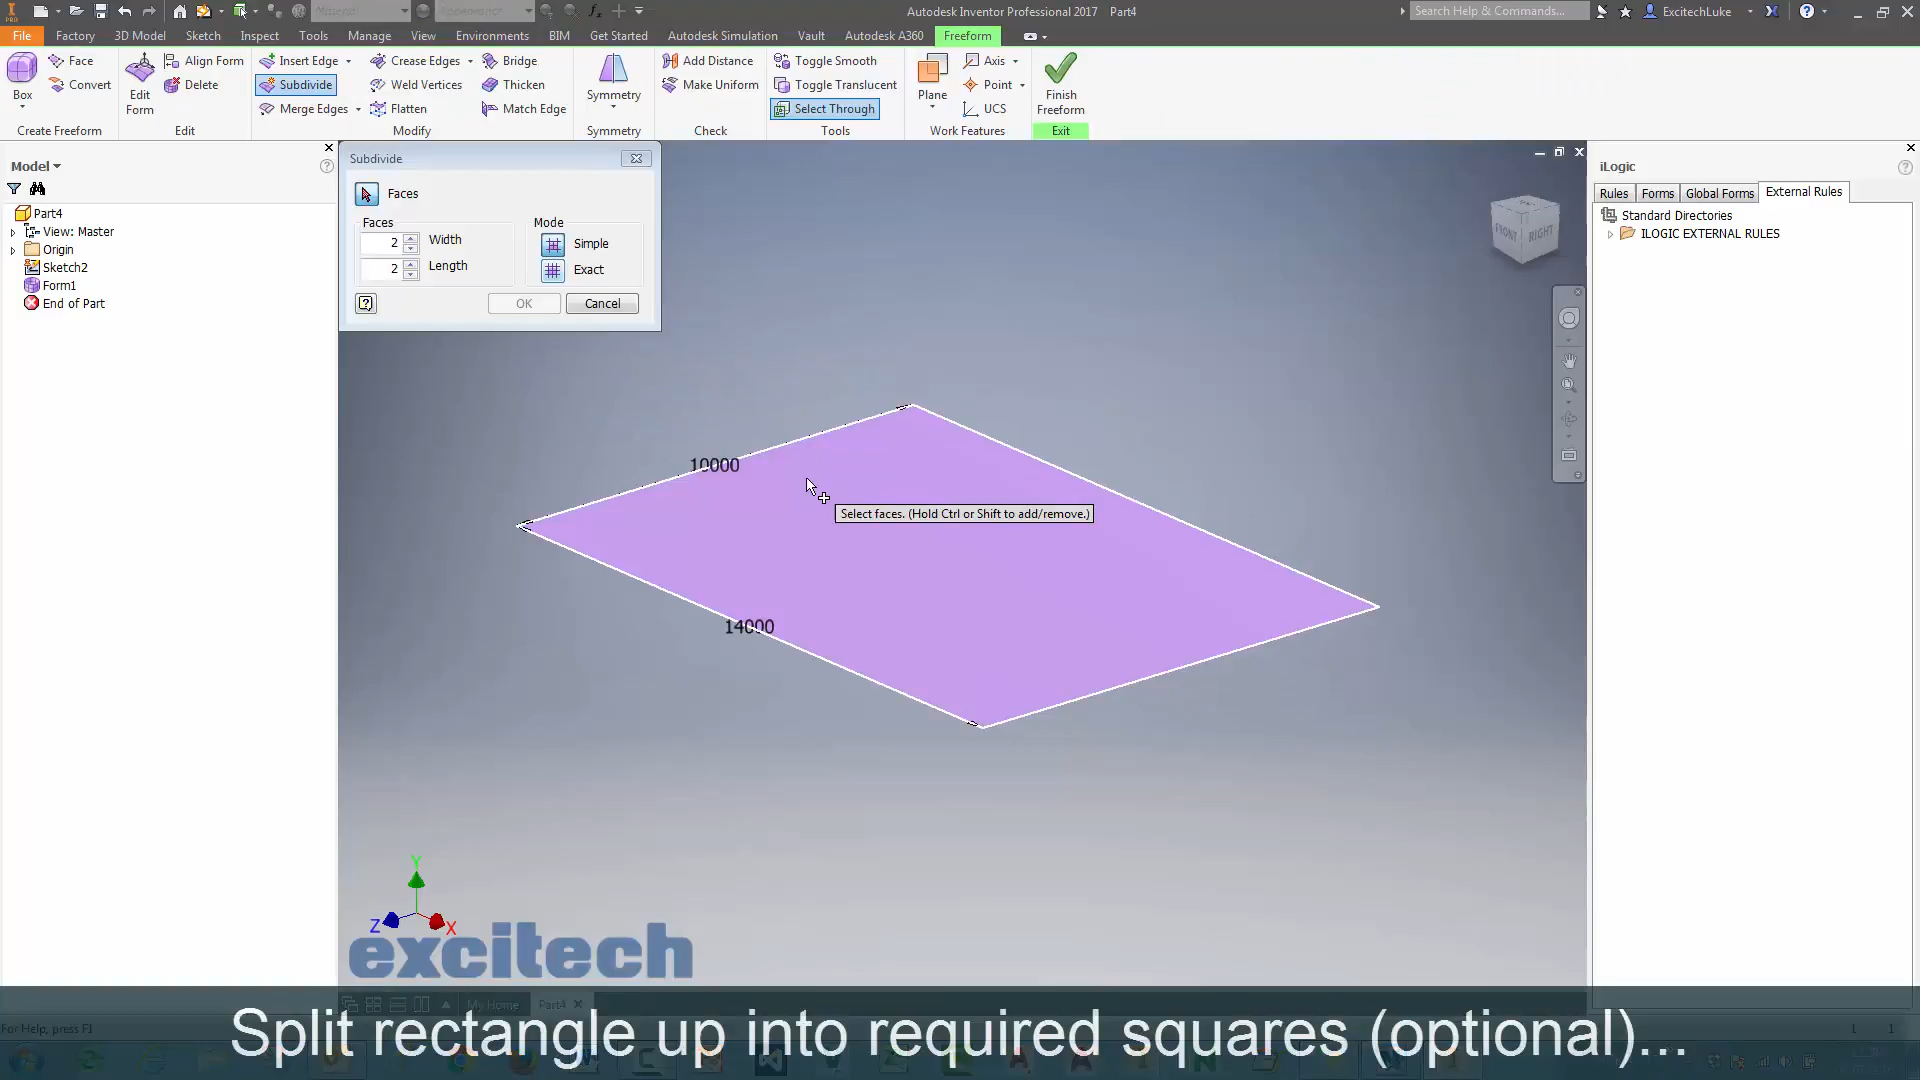 Autodesk Inventor Professional 2017 Part4
Search Help & Commands...
ExcitechLuke
File Factory 3D Model Sketch Inspect Tools Manage View Environments BIM Get Started Autodesk Simulation Vault Autodesk A360 Freeform
Box
Face
Convert
Create Freeform
Edit
Form
Align Form
Delete
Edit
Insert Edge
Subdivide
Merge Edges
Crease Edges
Weld Vertices
Flatten
Bridge
Thicken
Match Edge
Modify
Symmetry
Symmetry
Add Distance
Make Uniform
Check
Toggle Smooth
Toggle Translucent
Select Through
Tools
Plane
Axis
Point
UCS
Work Features
Finish
Freeform
Exit
Model
Part4
View: Master
Origin
Sketch2
Form1
End of Part
Subdivide
Faces
Faces
2 Width
2 Length
Mode
Simple
Exact
OK Cancel
FRONT RIGHT
iLogic
Rules Forms Global Forms External Rules
Standard Directories
ILOGIC EXTERNAL RULES
10000
Select faces. (Hold Ctrl or Shift to add/remove.)
14000
Y
Z
X
excitech
My Home Part4
For Help, press F1
1 1
Split rectangle up into required squares (optional)...